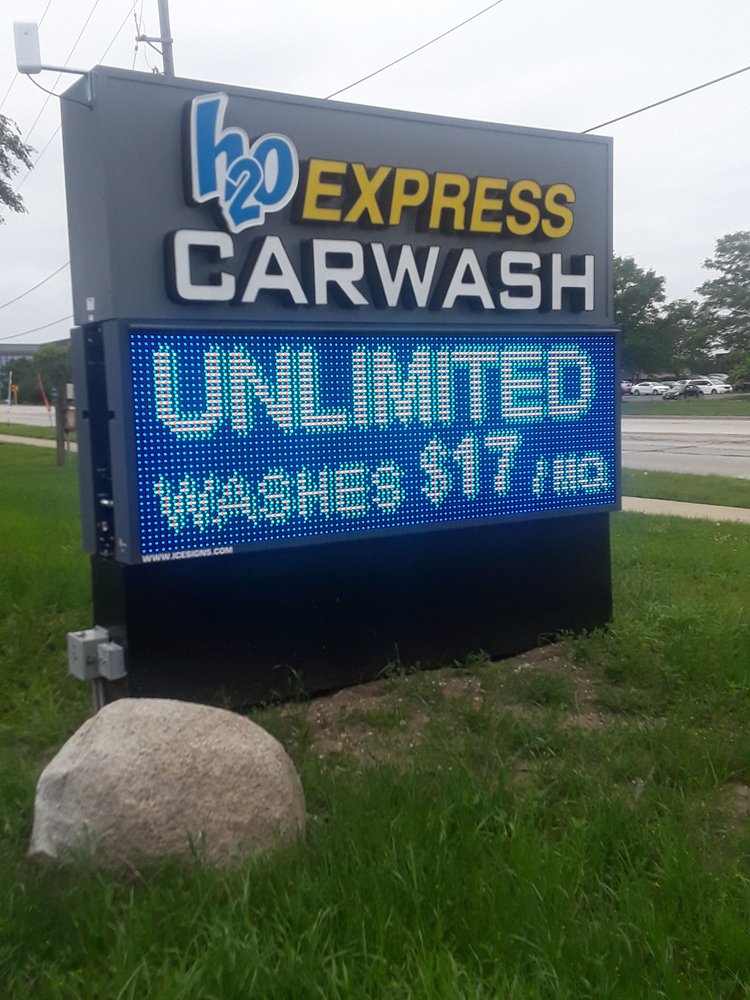 h2o EXPRESS
CARWASH
UNLIMITED
WASHES $17 / MO.
WWW.ICESIGNS.COM